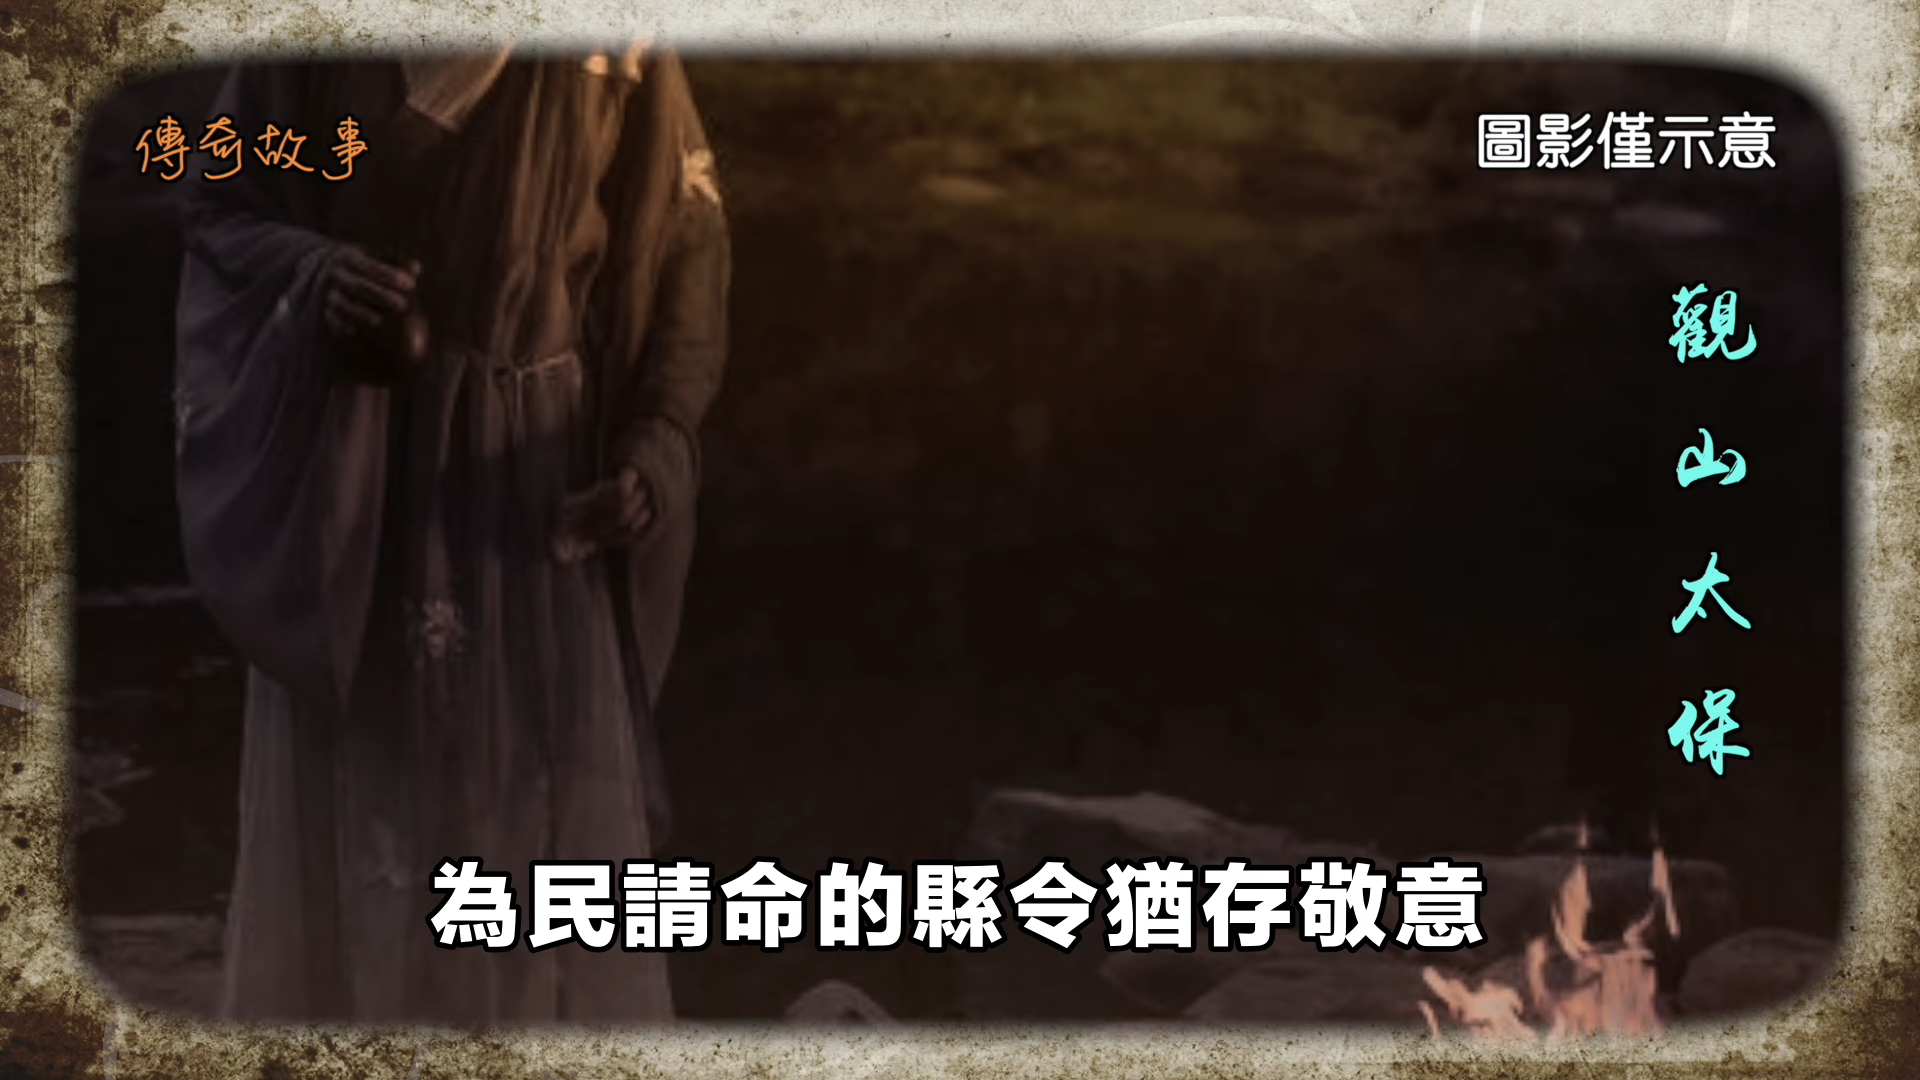 傳奇故事
圖影僅示意
觀山太保
為民請命的縣令猶存敬意